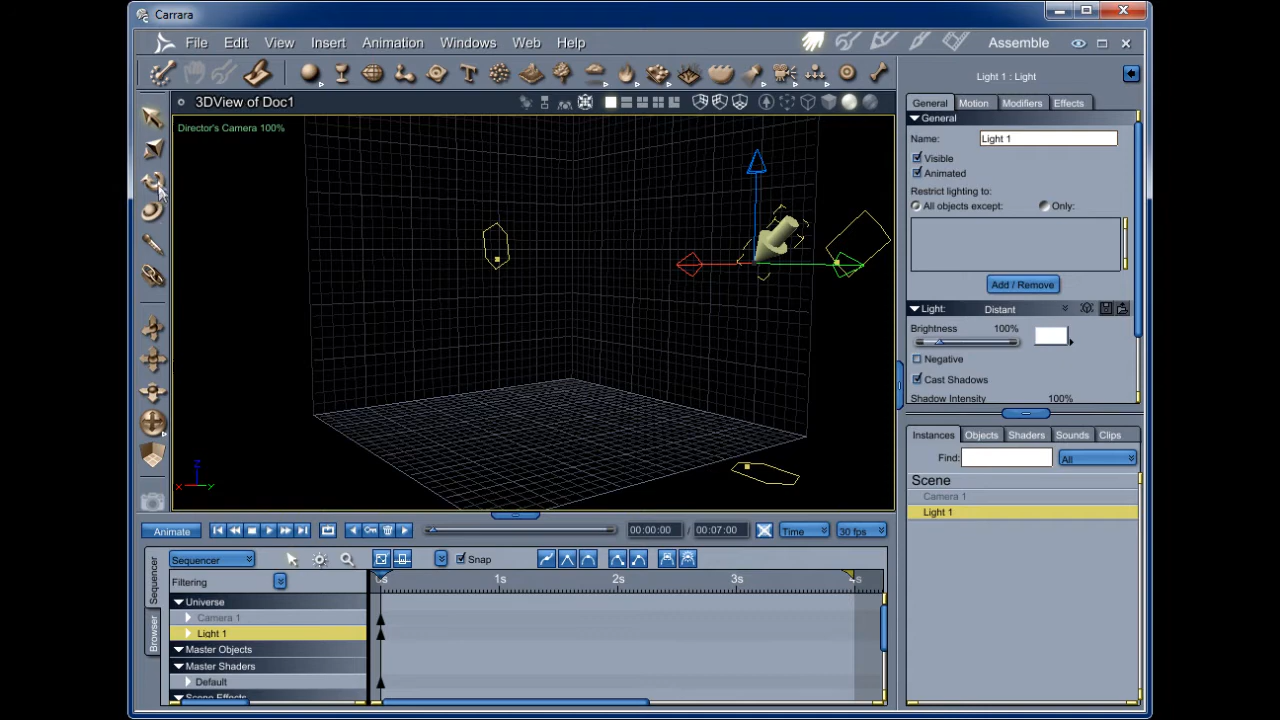 Carrara
File Edit View Insert Animation Windows Web Help Assemble
3DView of Doc1
Director's Camera 100%
Z
X Y
Light 1 : Light
General Motion Modifiers Effects
General
Name: Light 1
Visible
Animated
Restrict lighting to:
All objects except: Only:
Add / Remove
Light: Distant
Brightness 100%
Negative
Cast Shadows
Shadow Intensity 100%
Instances Objects Shaders Sounds Clips
Find: All
Scene
Camera 1
Light 1
Animate 00:00:00 / 00:07:00 Time 30 fps
Sequencer Snap
Sequencer
Browser
Filtering 0s 1s 2s 3s 4s
Universe
Camera 1
Light 1
Master Objects
Master Shaders
Default
Scene Effects